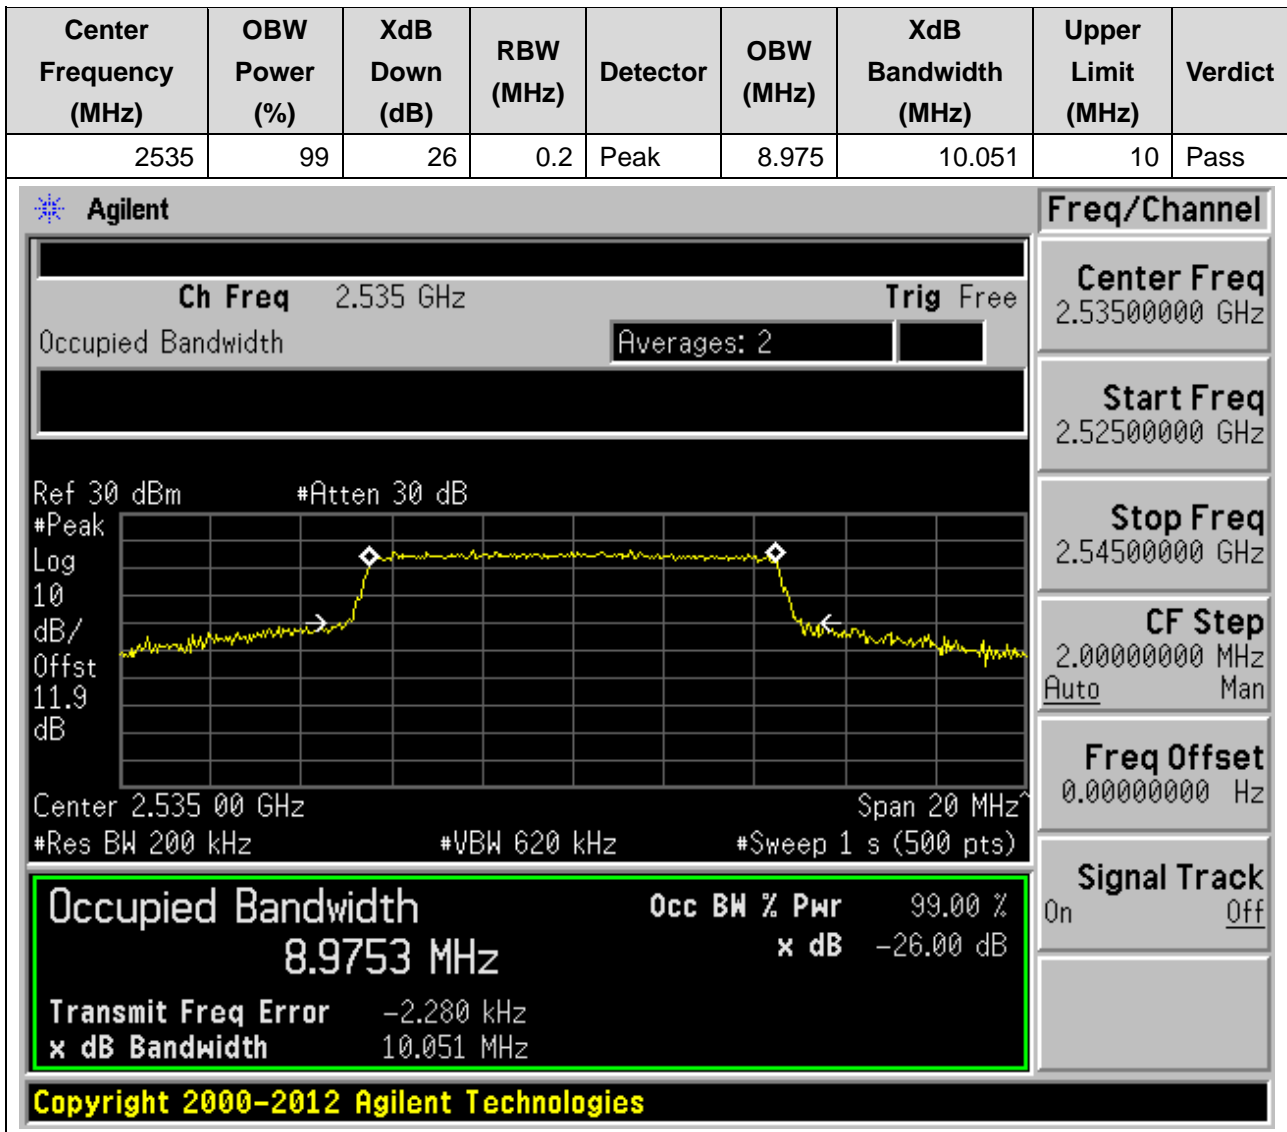 Center Frequency (MHz) OBW Power (%) XdB Down (dB) RBW (MHz) Detector OBW (MHz) XdB Bandwidth (MHz) Upper Limit (MHz) Verdict
2535 99 26 0.2 Peak 8.975 10.051 10 Pass
Agilent
Freq/Channel
Ch Freq 2.535 GHz Trig Free
Occupied Bandwidth Averages: 2
Center Freq
2.53500000 GHz
Start Freq
2.52500000 GHz
Stop Freq
2.54500000 GHz
CF Step
2.00000000 MHz
Auto Man
Freq Offset
0.00000000 Hz
Signal Track
On Off
Ref 30 dBm #Atten 30 dB
#Peak
Log
10
dB/
Offst
11.9
dB
Center 2.535 00 GHz Span 20 MHz^
#Res BW 200 kHz #VBW 620 kHz #Sweep 1 s (500 pts)
Occupied Bandwidth Occ BW % Pwr 99.00 %
8.9753 MHz x dB -26.00 dB
Transmit Freq Error -2.280 kHz
x dB Bandwidth 10.051 MHz
Copyright 2000-2012 Agilent Technologies